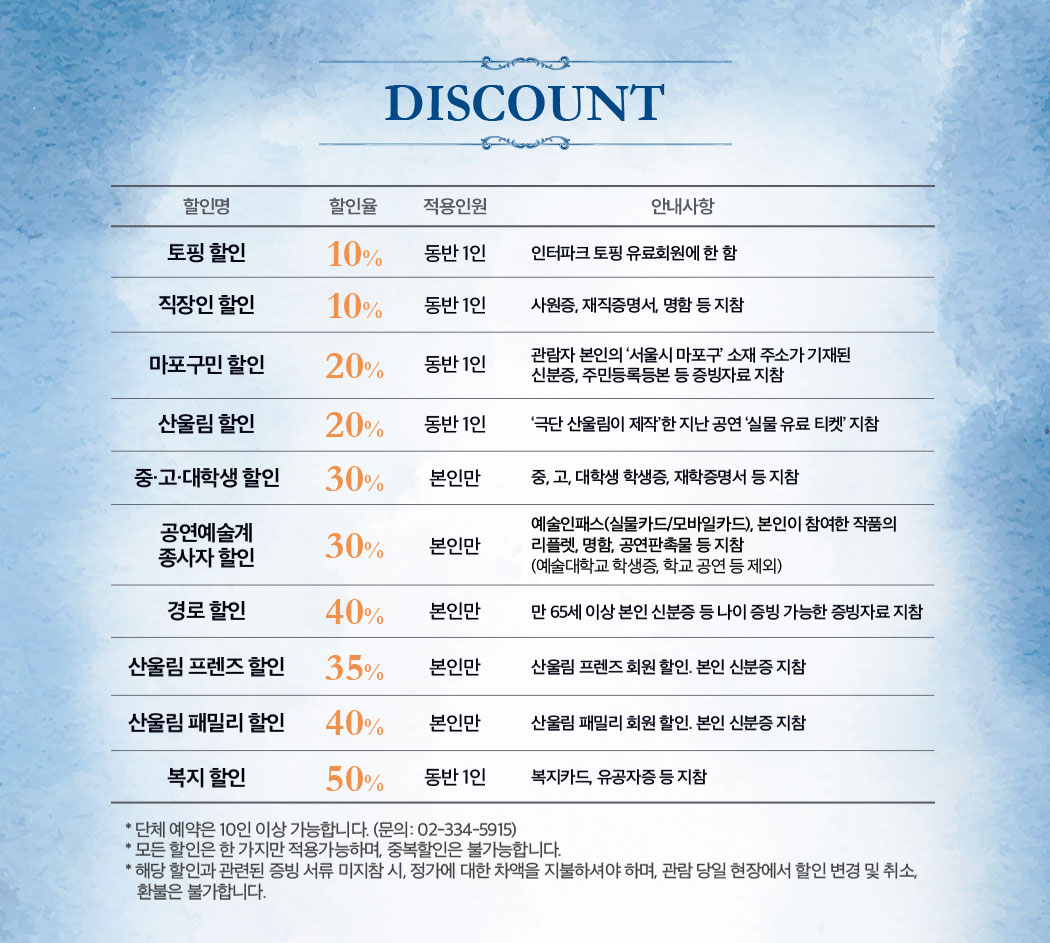 DISCOUNT
할인명 할인율 적용인원 안내사항
토핑 할인 10% 동반 1인 인터파크 토핑 유료회원에 한 함
직장인 할인 10% 동반 1인 사원증, 재직증명서, 명함 등 지참
마포구민 할인 20% 동반 1인 관람자 본인의 ‘서울시 마포구’ 소재 주소가 기재된
신분증, 주민등록등본 등 증빙자료 지참
산울림 할인 20% 동반 1인 ‘극단 산울림이 제작’한 지난 공연 ‘실물 유료 티켓’ 지참
중·고·대학생 할인 30% 본인만 중, 고, 대학생 학생증, 재학증명서 등 지참
공연예술계
종사자 할인 30% 본인만 예술인패스(실물카드/모바일카드), 본인이 참여한 작품의
리플렛, 명함, 공연판촉물 등 지참
(예술대학교 학생증, 학교 공연 등 제외)
경로 할인 40% 본인만 만 65세 이상 본인 신분증 등 나이 증빙 가능한 증빙자료 지참
산울림 프렌즈 할인 35% 본인만 산울림 프렌즈 회원 할인. 본인 신분증 지참
산울림 패밀리 할인 40% 본인만 산울림 패밀리 회원 할인. 본인 신분증 지참
복지 할인 50% 동반 1인 복지카드, 유공자증 등 지참
* 단체 예약은 10인 이상 가능합니다. (문의: 02-334-5915)
* 모든 할인은 한 가지만 적용가능하며, 중복할인은 불가능합니다.
* 해당 할인과 관련된 증빙 서류 미지참 시, 정가에 대한 차액을 지불하셔야 하며, 관람 당일 현장에서 할인 변경 및 취소,
환불은 불가합니다.